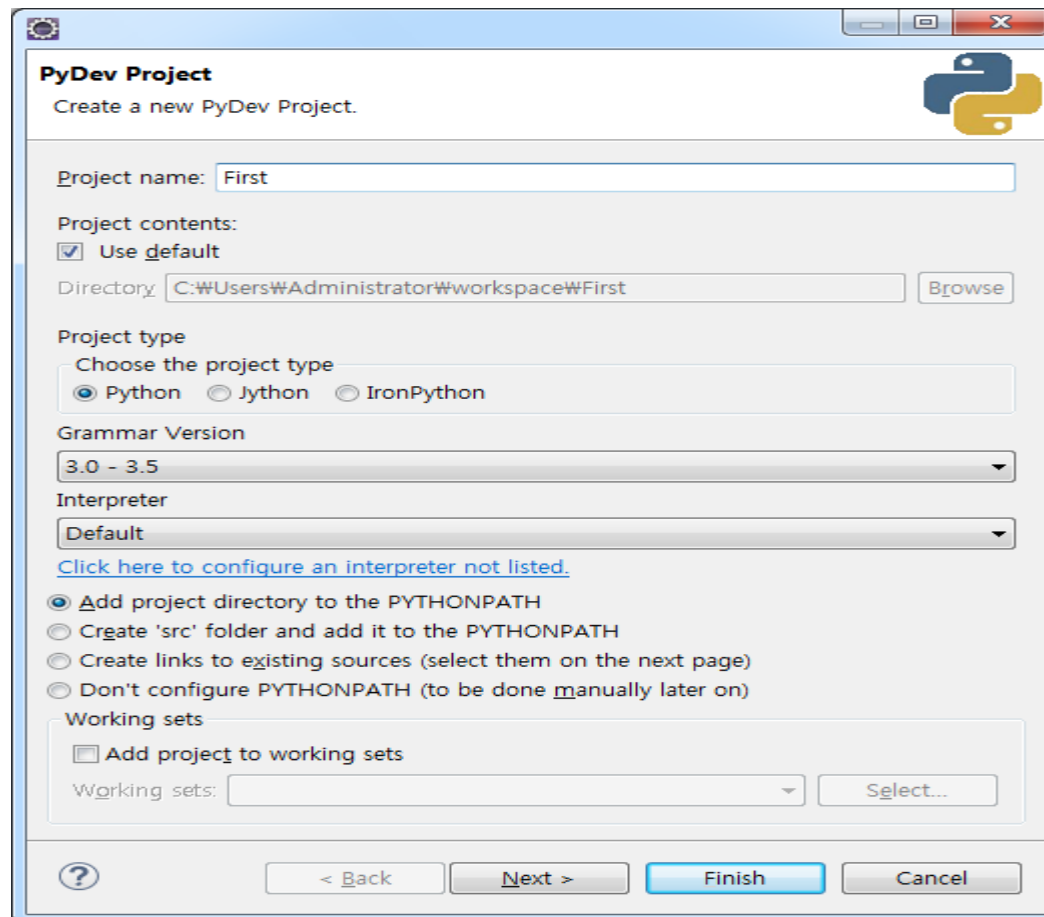 PyDev Project
Create a new PyDev Project.
Project name: First
Project contents:
Use default
Directory C:₩Users₩Administrator₩workspace₩First Browse
Project type
Choose the project type
Python Jython IronPython
Grammar Version
3.0 - 3.5
Interpreter
Default
Click here to configure an interpreter not listed.
Add project directory to the PYTHONPATH
Create 'src' folder and add it to the PYTHONPATH
Create links to existing sources (select them on the next page)
Don't configure PYTHONPATH (to be done manually later on)
Working sets
Add project to working sets
Working sets: Select...
< Back Next > Finish Cancel